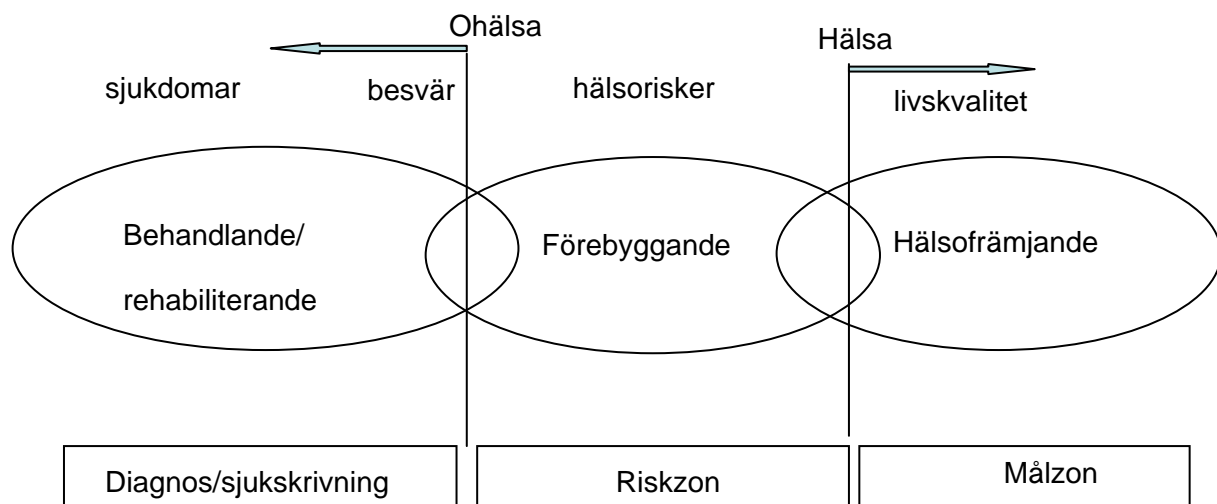 Ohälsa
Hälsa
sjukdomar
besvär
hälsorisker
livskvalitet
Behandlande/
rehabiliterande
Förebyggande
Hälsofrämjande
Diagnos/sjukskrivning
Riskzon
Målzon